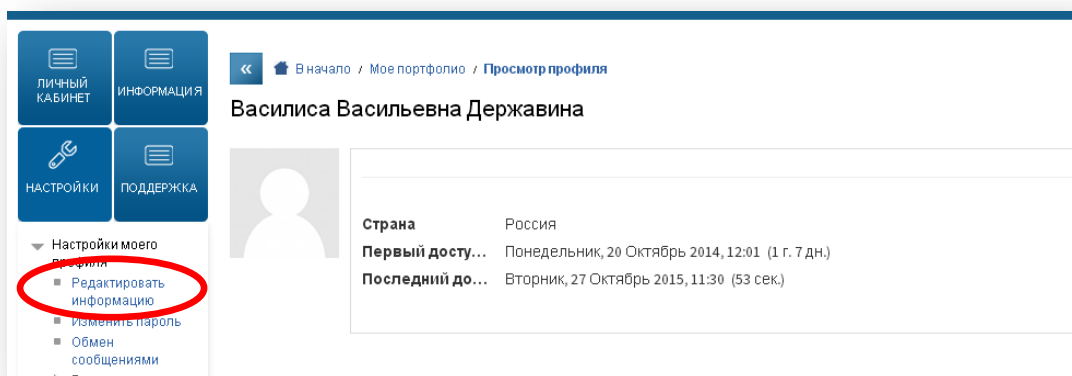 ЛИЧНЫЙ
КАБИНЕТ
ИНФОРМАЦИЯ
НАСТРОЙКИ
ПОДДЕРЖКА
« В начало / Мое портфолио / Просмотр профиля
Василиса Васильевна Державина
Страна Россия
Первый досту... Понедельник, 20 Октябрь 2014, 12:01 (1 г. 7 дн.)
Последний до... Вторник, 27 Октябрь 2015, 11:30 (53 сек.)
Настройки моего
профиля
Редактировать
информацию
Изменить пароль
Обмен
сообщениями